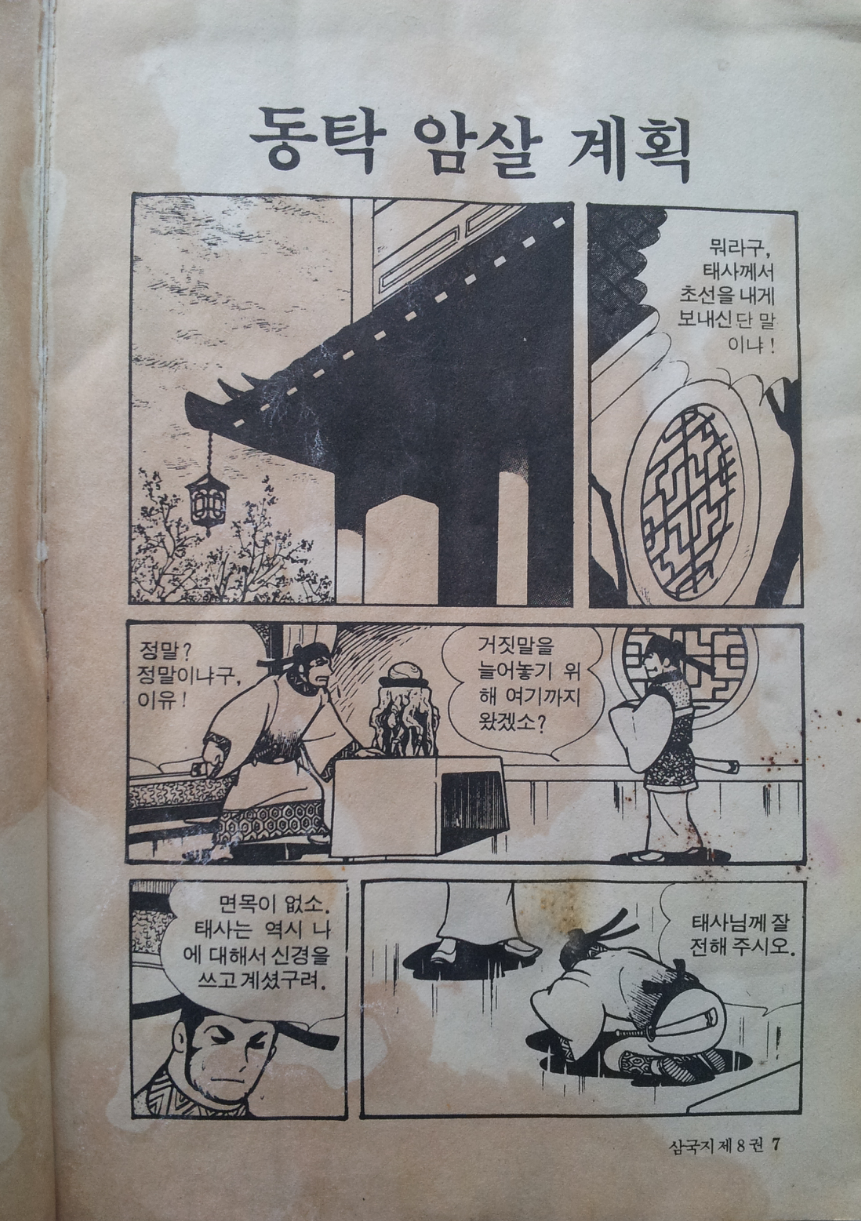 동탁 암살 계획
뭐라구,
태사께서
초선을 내게
보내신단 말
이냐!
정말?
정말이냐구,
이유!
거짓말을
늘어놓기 위
해 여기까지
왔겠소?
면목이 없소.
태사는 역시 나
에 대해서 신경을
쓰고 계셨구려.
태사님께 잘
전해 주시오.
삼국지 제 8 권 7